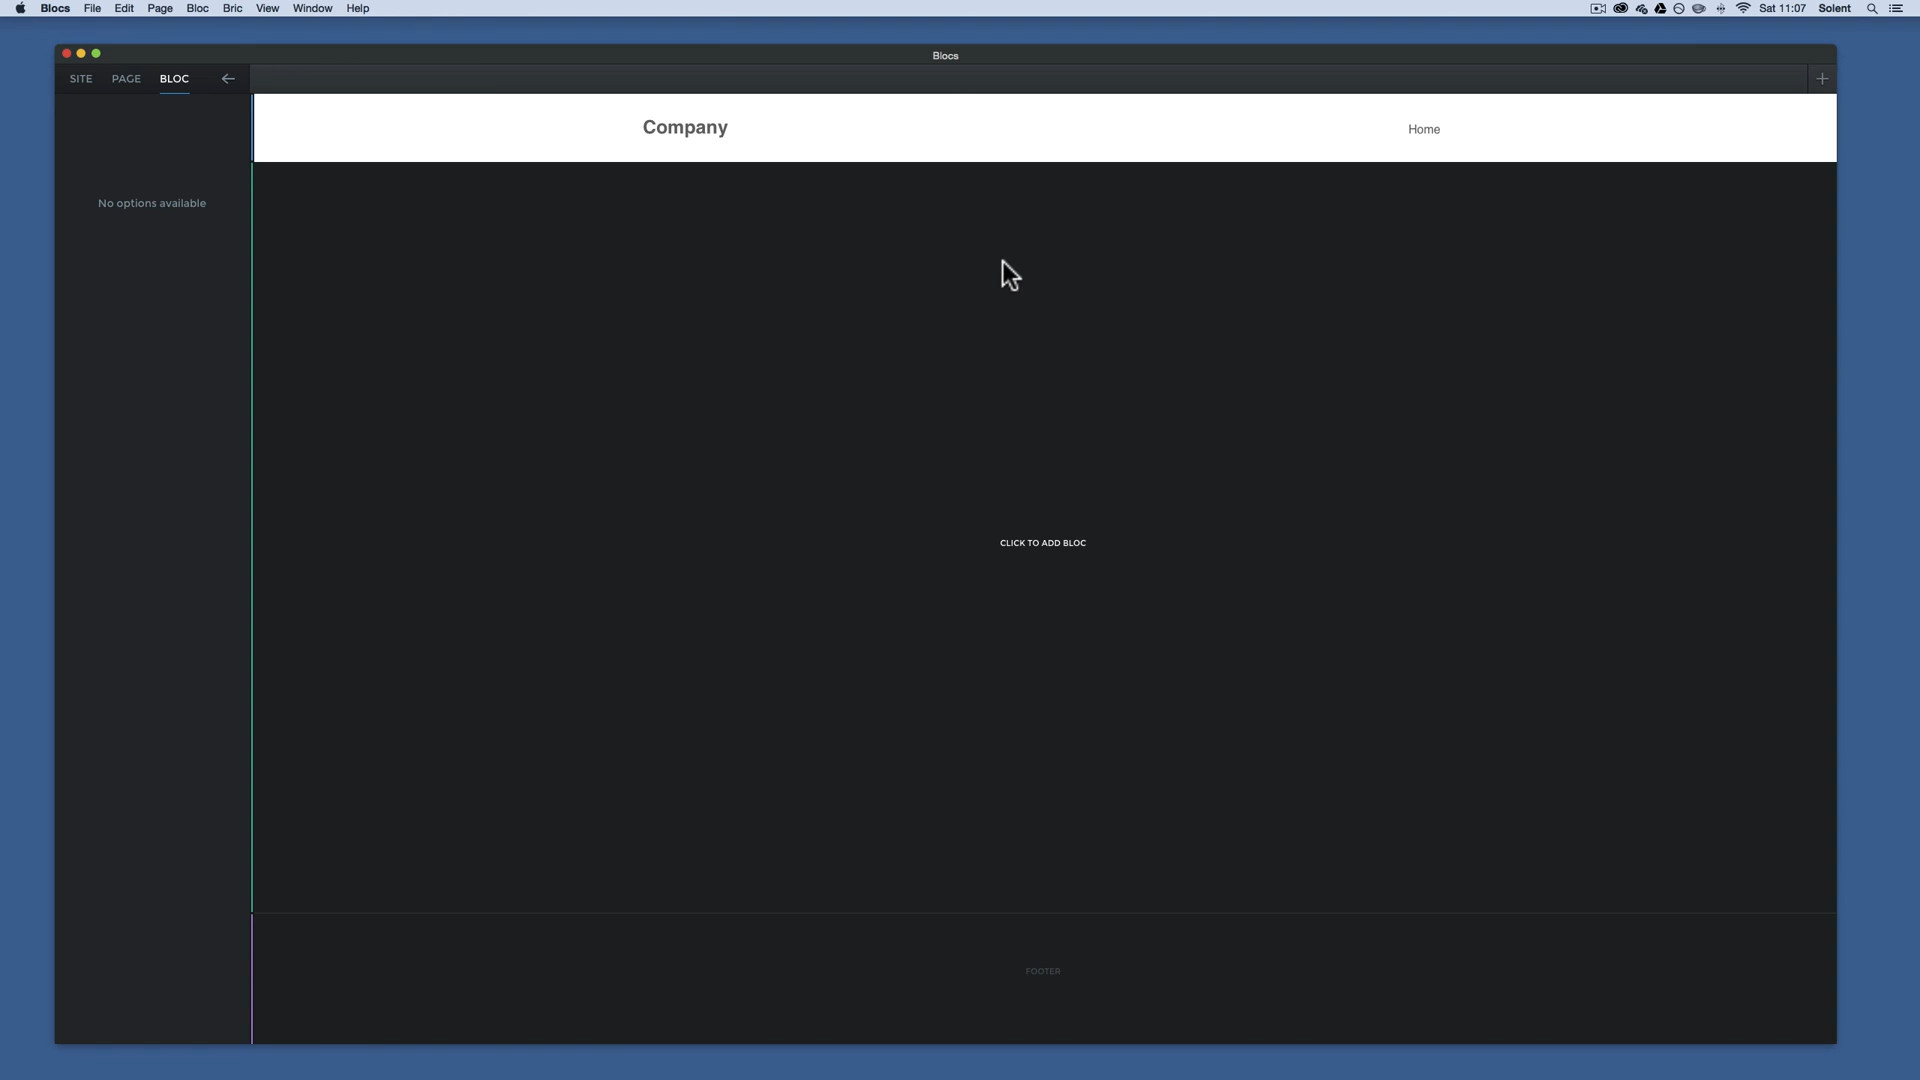 Blocs File Edit Page Bloc Bric View Window Help Sat 11:07 Solent
Blocs
SITE PAGE BLOC
Company Home
No options available
CLICK TO ADD BLOC
FOOTER